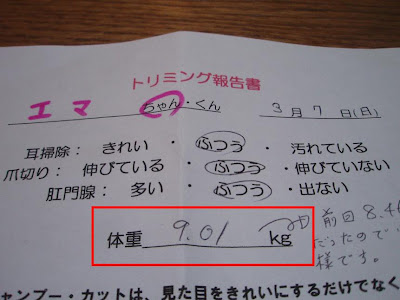 トリミング報告書
エマ ちゃん・くん 3月7日(日)
耳掃除： きれい ・ ふつう ・ 汚れている
爪切り： 伸びている ・ ふつう ・ 伸びていない
肛門腺： 多い ・ ふつう ・ 出ない
体重 9.01 kg
前回8.4
だったので
様です。
ャンプー・カットは、見た目をきれいにするだけでなく